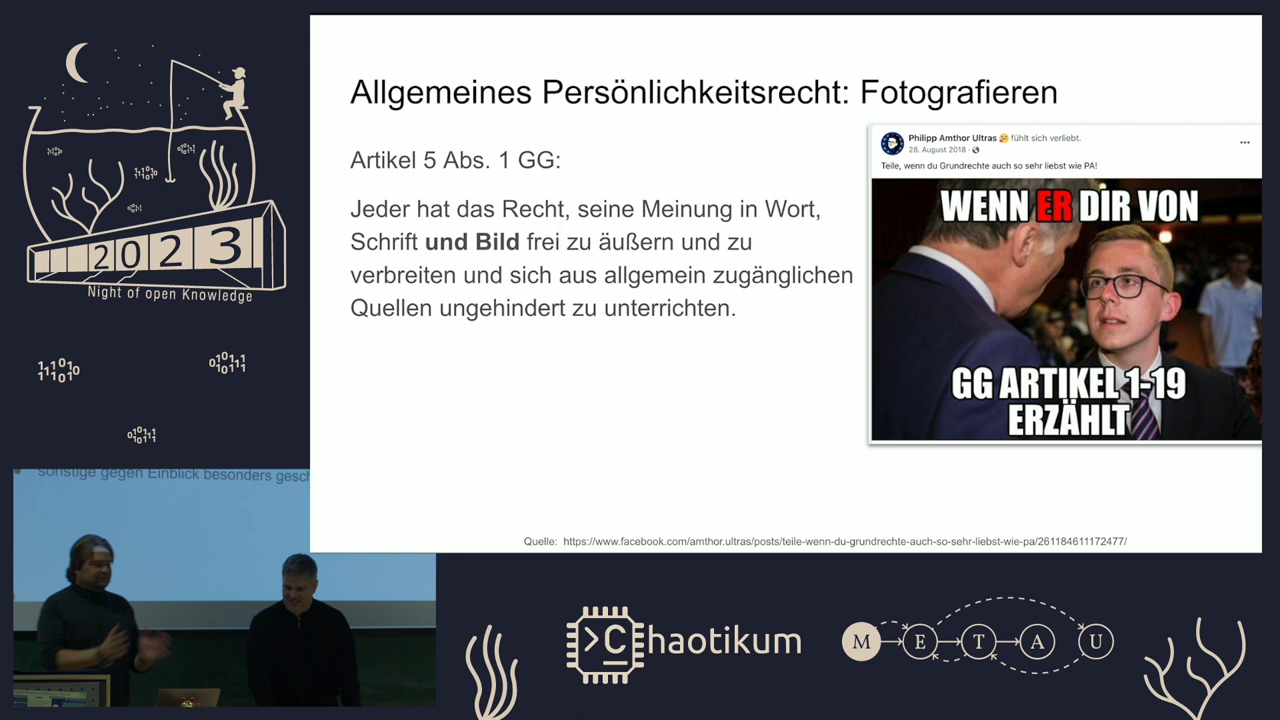 Allgemeines Persönlichkeitsrecht: Fotografieren
Artikel 5 Abs. 1 GG:
Jeder hat das Recht, seine Meinung in Wort,
Schrift und Bild frei zu äußern und zu
verbreiten und sich aus allgemein zugänglichen
Quellen ungehindert zu unterrichten.
Philipp Amthor Ultras fühlt sich verliebt.
28. August 2018
Teile, wenn du Grundrechte auch so sehr liebst wie PA!
WENN ER DIR VON
GG ARTIKEL 1-19
ERZÄHLT
Quelle: https://www.facebook.com/amthor.ultras/posts/teile-wenn-du-grundrechte-auch-so-sehr-liebst-wie-pa/261184611172477/
2023
Night of open Knowledge
11101
11101
010111
10111
sonstige gegen Einblick besonders gesch
>Chaotikum
M E T A U